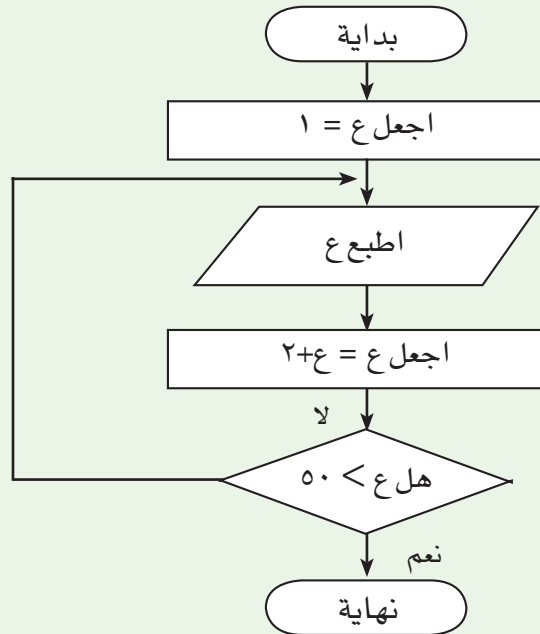 بداية
اجعل ع = ١
اطبع ع
اجعل ع = ع+٢
لا
هل ع > ٥٠
نعم
نهاية